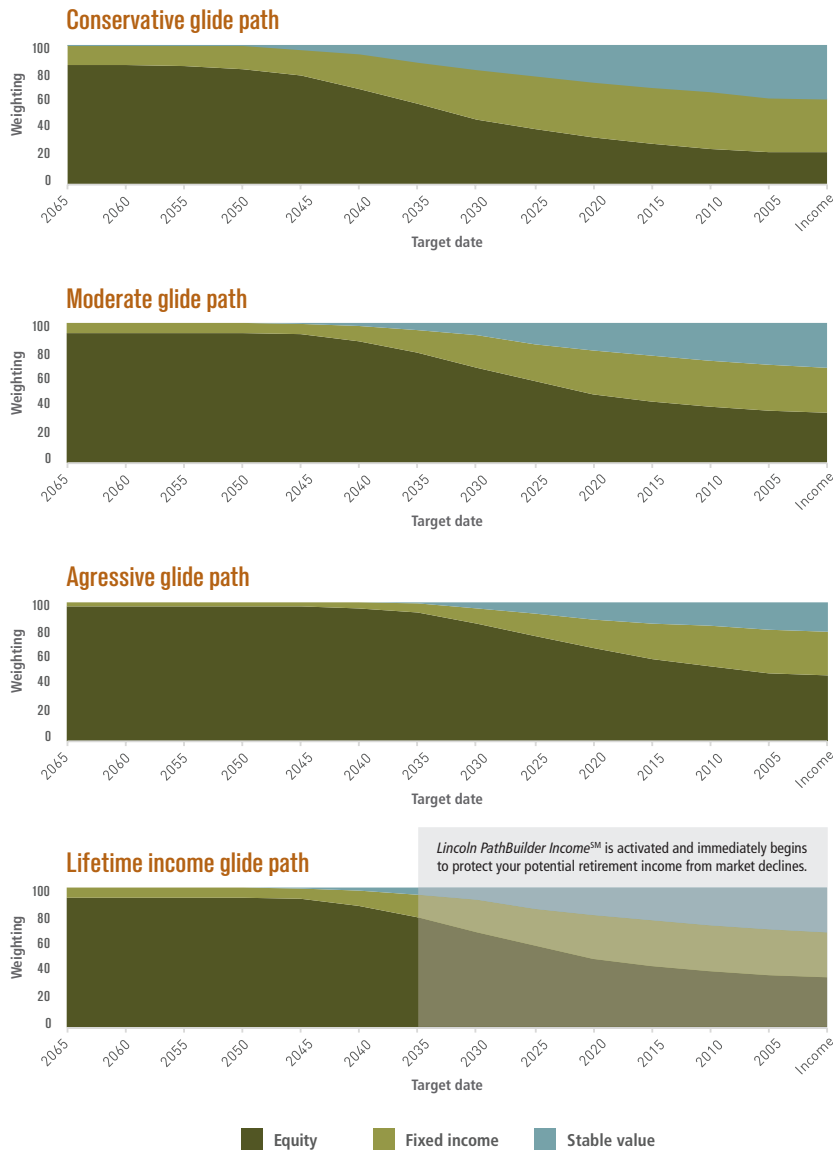 Conservative glide path
Weighting
100
80
60
40
20
0
2065 2060 2055 2050 2045 2040 2035 2030 2025 2020 2015 2010 2005 Income
Target date
Moderate glide path
Weighting
100
80
60
40
20
0
2065 2060 2055 2050 2045 2040 2035 2030 2025 2020 2015 2010 2005 Income
Target date
Agressive glide path
Weighting
100
80
60
40
20
0
2065 2060 2055 2050 2045 2040 2035 2030 2025 2020 2015 2010 2005 Income
Target date
Lifetime income glide path
Lincoln PathBuilder Income℠ is activated and immediately begins
to protect your potential retirement income from market declines.
Weighting
100
80
60
40
20
0
2065 2060 2055 2050 2045 2040 2035 2030 2025 2020 2015 2010 2005 Income
Target date
Equity Fixed income Stable value